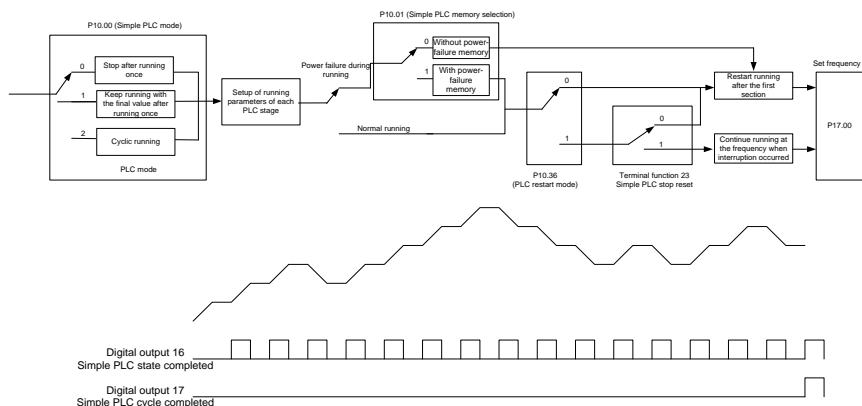 P10.00 (Simple PLC mode)
0
Stop after running
once
1
Keep running with
the final value after
running once
2
Cyclic running
PLC mode
Setup of running
parameters of each
PLC stage
Power failure during
running
Normal running
P10.01 (Simple PLC memory selection)
0
Without power-
failure memory
1
With power-
failure memory
0
1
P10.36
(PLC restart mode)
0
1
Terminal function 23
Simple PLC stop reset
Restart running
after the first
section
Continue running at
the frequency when
interruption occurred
Set frequency
P17.00
Digital output 16
Simple PLC state completed
Digital output 17
Simple PLC cycle completed